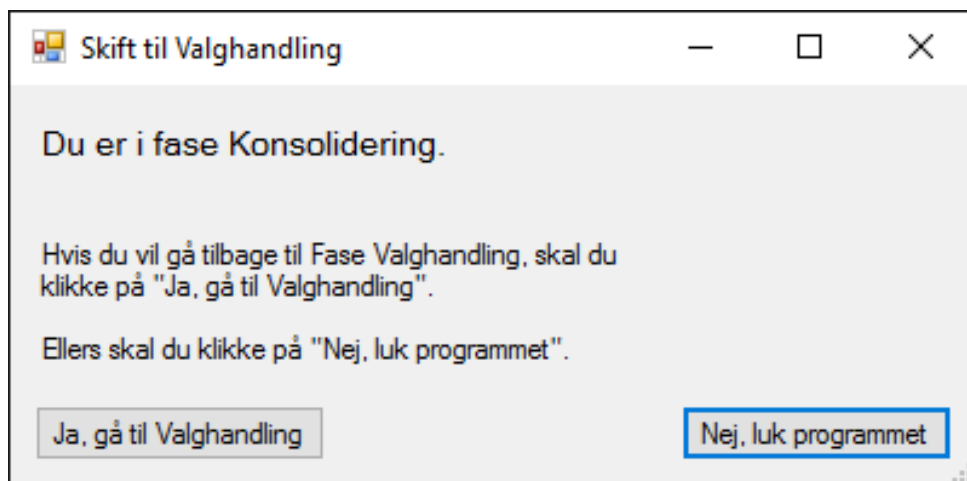 Skift til Valghandling
Du er i fase Konsolidering.
Hvis du vil gå tilbage til Fase Valghandling, skal du
klikke på "Ja, gå til Valghandling".
Ellers skal du klikke på "Nej, luk programmet".
Ja, gå til Valghandling
Nej, luk programmet